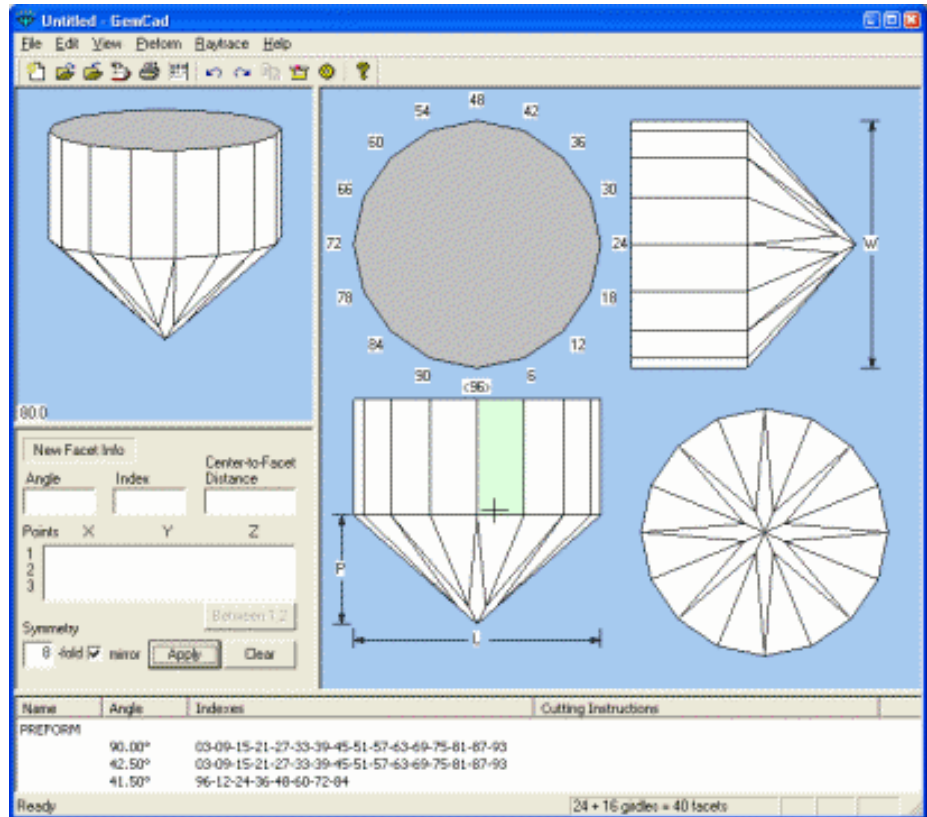 Untitled - GemCad
File Edit View Preform Raytrace Help
48
54 42
60 36
66 30
72 24
78 18
84 12
90 6
<96>
W
P
L
80.0
New Facet Info
Angle Index Center-to-Facet Distance
Points X Y Z
1
2
3
Between 1,2
Symmetry
8 -fold mirror Apply Clear
Name Angle Indexes Cutting Instructions
PREFORM
90.00° 03-09-15-21-27-33-39-45-51-57-63-69-75-81-87-93
42.50° 03-09-15-21-27-33-39-45-51-57-63-69-75-81-87-93
41.50° 96-12-24-36-48-60-72-84
Ready 24 + 16 girdles = 40 facets